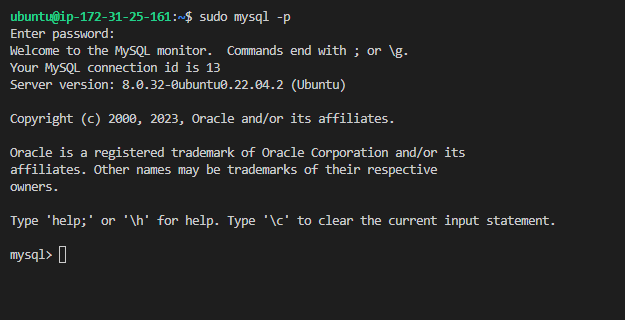 ubuntu@ip-172-31-25-161:~$ sudo mysql -p
Enter password:
Welcome to the MySQL monitor.  Commands end with ; or \g.
Your MySQL connection id is 13
Server version: 8.0.32-0ubuntu0.22.04.2 (Ubuntu)

Copyright (c) 2000, 2023, Oracle and/or its affiliates.

Oracle is a registered trademark of Oracle Corporation and/or its
affiliates. Other names may be trademarks of their respective
owners.

Type 'help;' or '\h' for help. Type '\c' to clear the current input statement.

mysql>